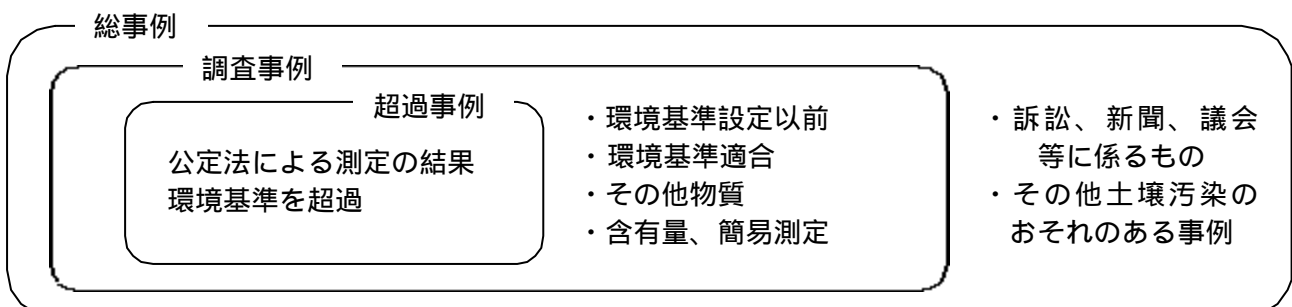 総事例
調査事例
超過事例
公定法による測定の結果
環境基準を超過
・環境基準設定以前
・環境基準適合
・その他物質
・含有量、簡易測定
・訴訟、新聞、議会
等に係るもの
・その他土壌汚染の
おそれのある事例